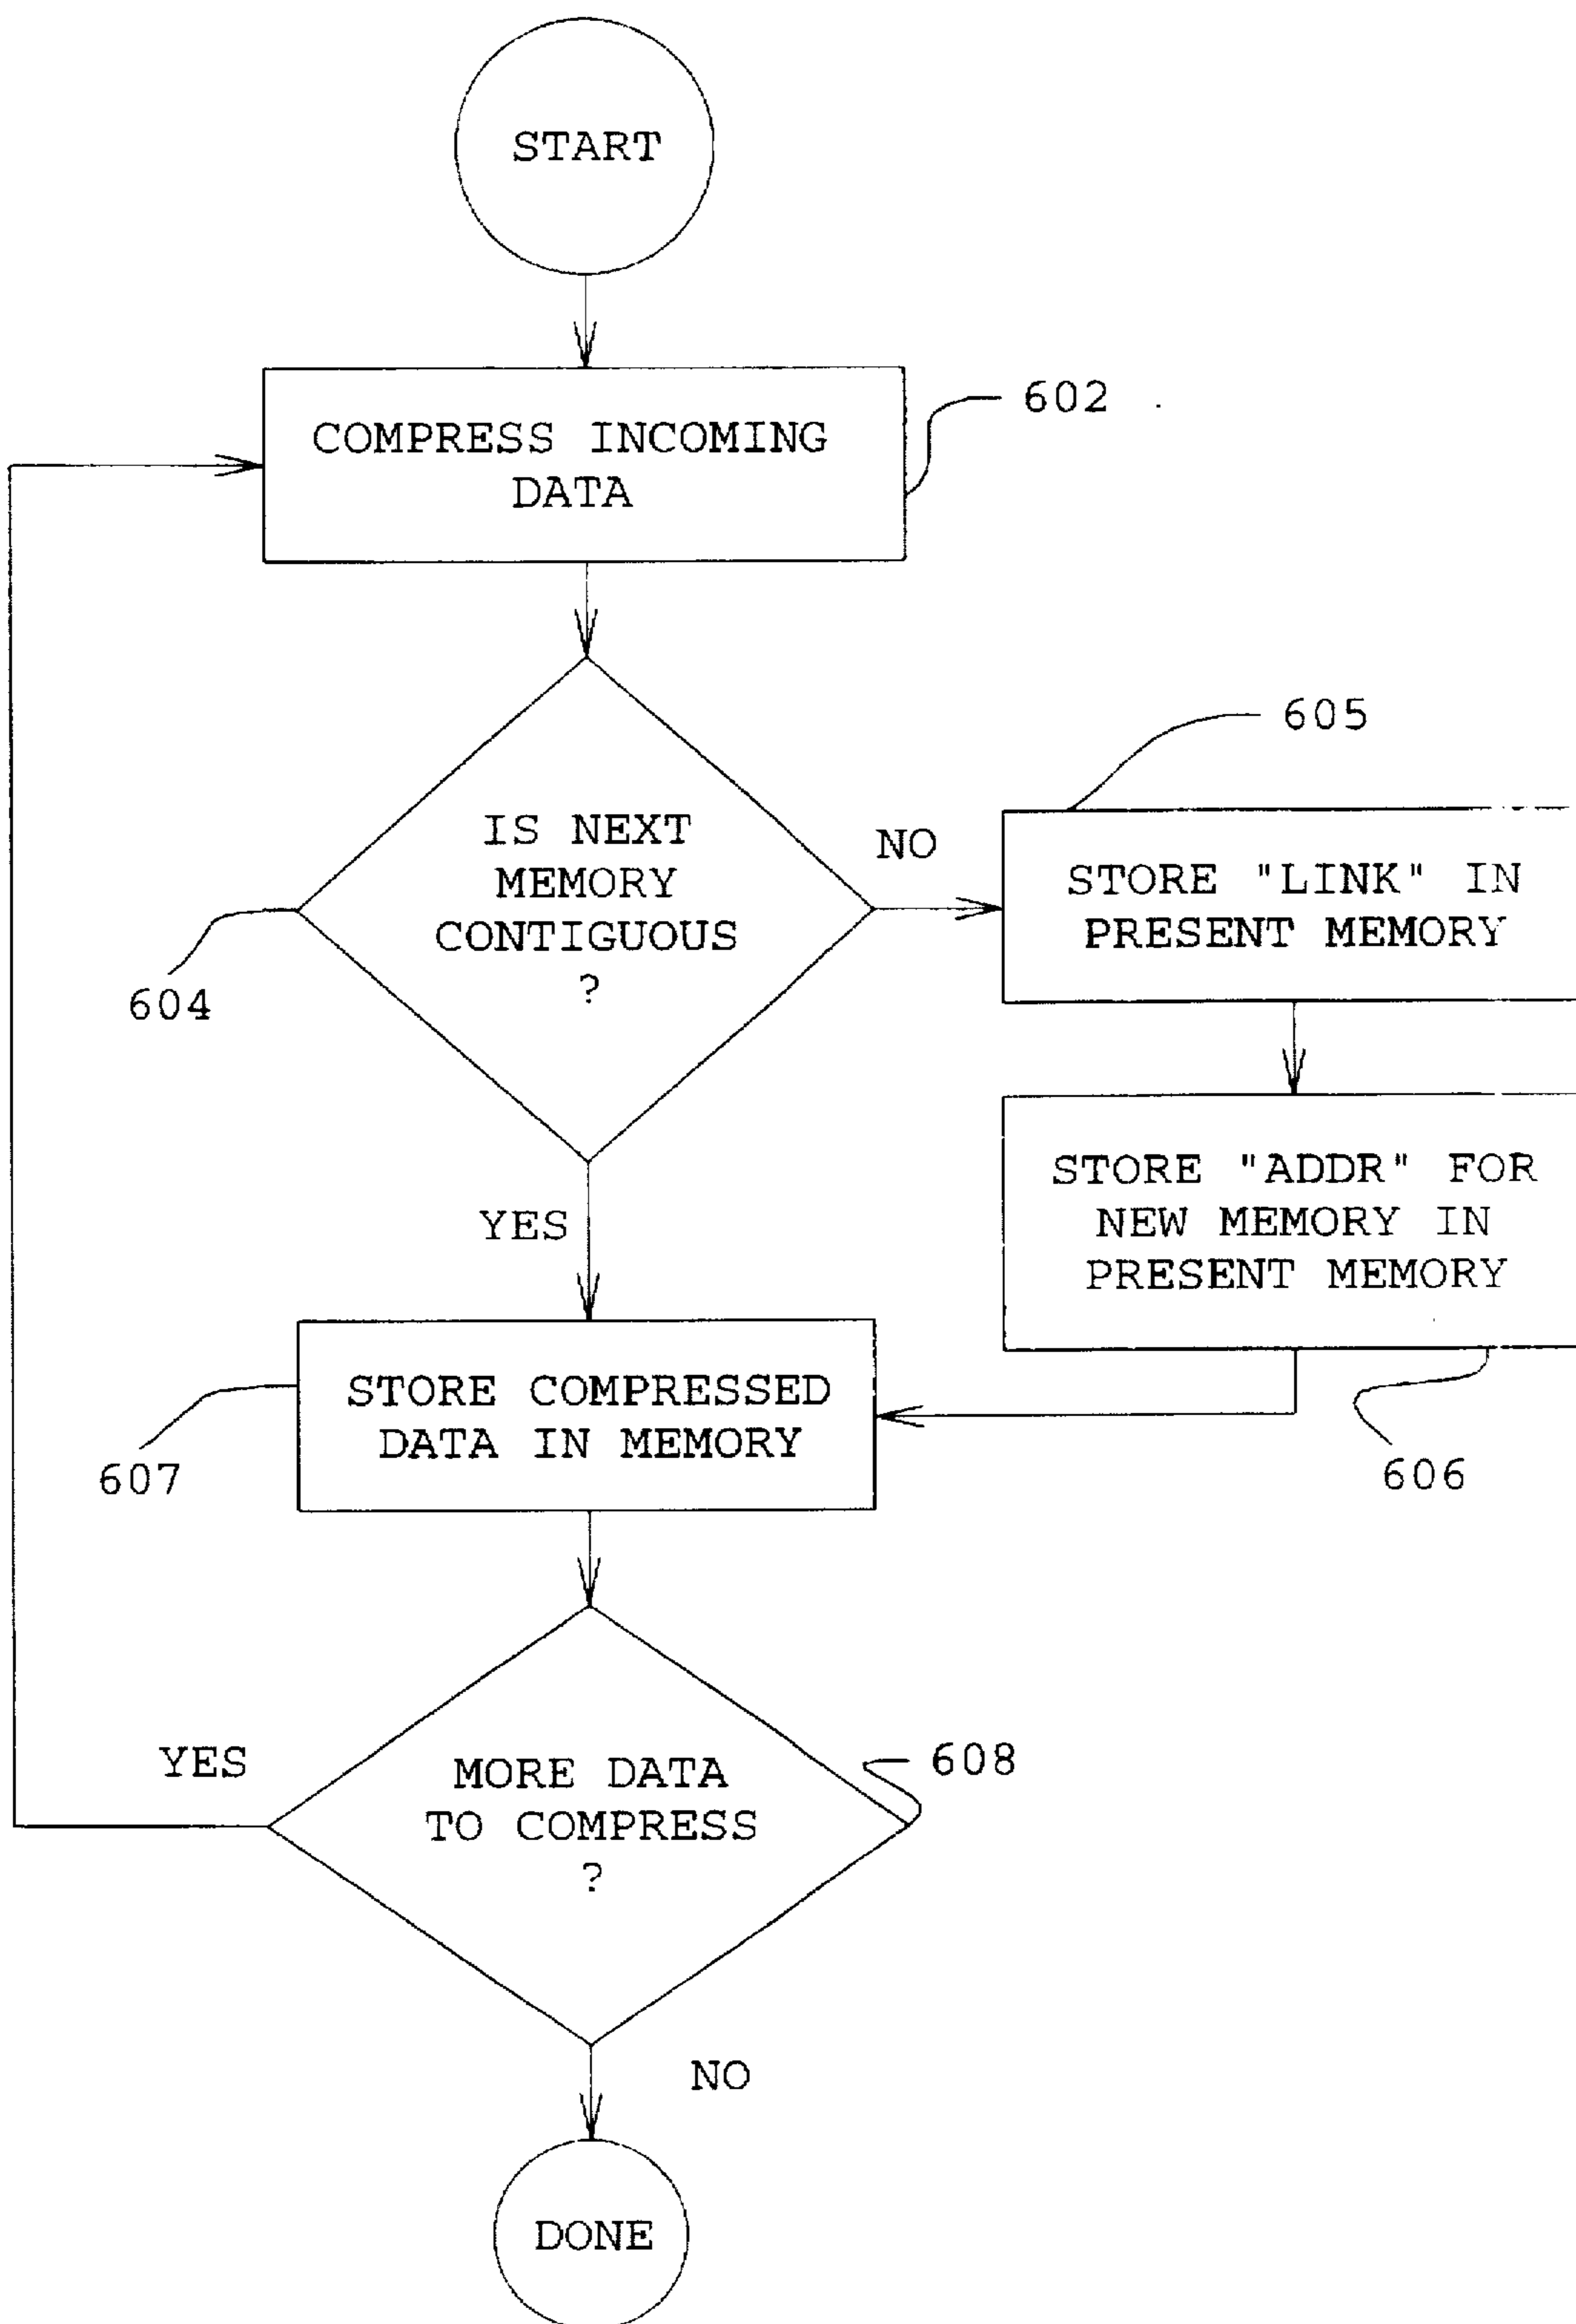 START
COMPRESS INCOMING
DATA
602
IS NEXT
MEMORY
CONTIGUOUS
?
604
NO
605
STORE "LINK" IN
PRESENT MEMORY
STORE "ADDR" FOR
NEW MEMORY IN
PRESENT MEMORY
606
YES
STORE COMPRESSED
DATA IN MEMORY
607
MORE DATA
TO COMPRESS
?
608
YES
NO
DONE